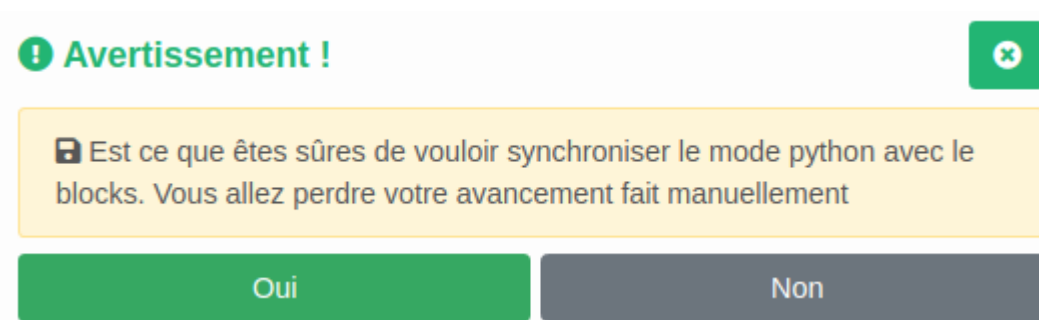 Avertissement !
Est ce que êtes sûres de vouloir synchroniser le mode python avec le
blocks. Vous allez perdre votre avancement fait manuellement
Oui
Non